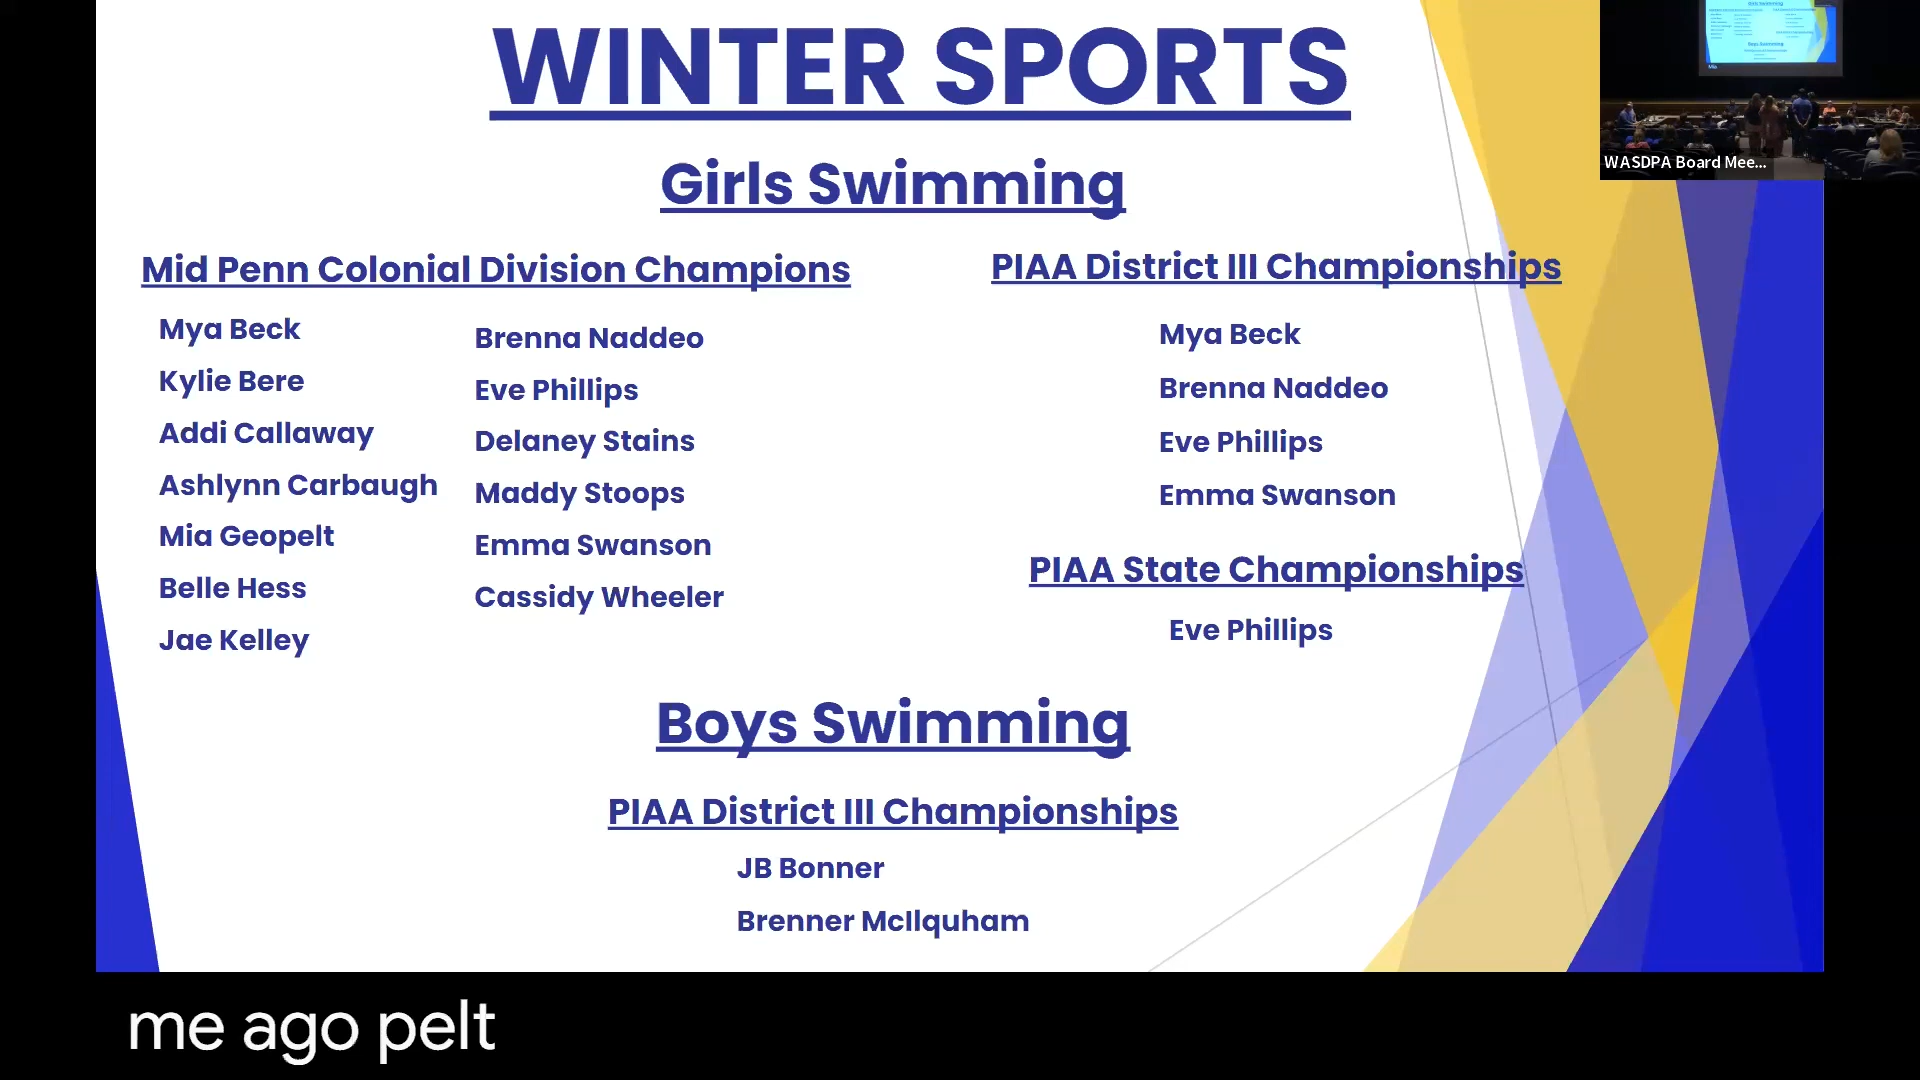 WINTER SPORTS
Girls Swimming
Mid Penn Colonial Division Champions
Mya Beck
Kylie Bere
Addi Callaway
Ashlynn Carbaugh
Mia Geopelt
Belle Hess
Jae Kelley
Brenna Naddeo
Eve Phillips
Delaney Stains
Maddy Stoops
Emma Swanson
Cassidy Wheeler
PIAA District III Championships
Mya Beck
Brenna Naddeo
Eve Phillips
Emma Swanson
PIAA State Championships
Eve Phillips
Boys Swimming
PIAA District III Championships
JB Bonner
Brenner McIlquham
WASDPA Board Mee...
me ago pelt